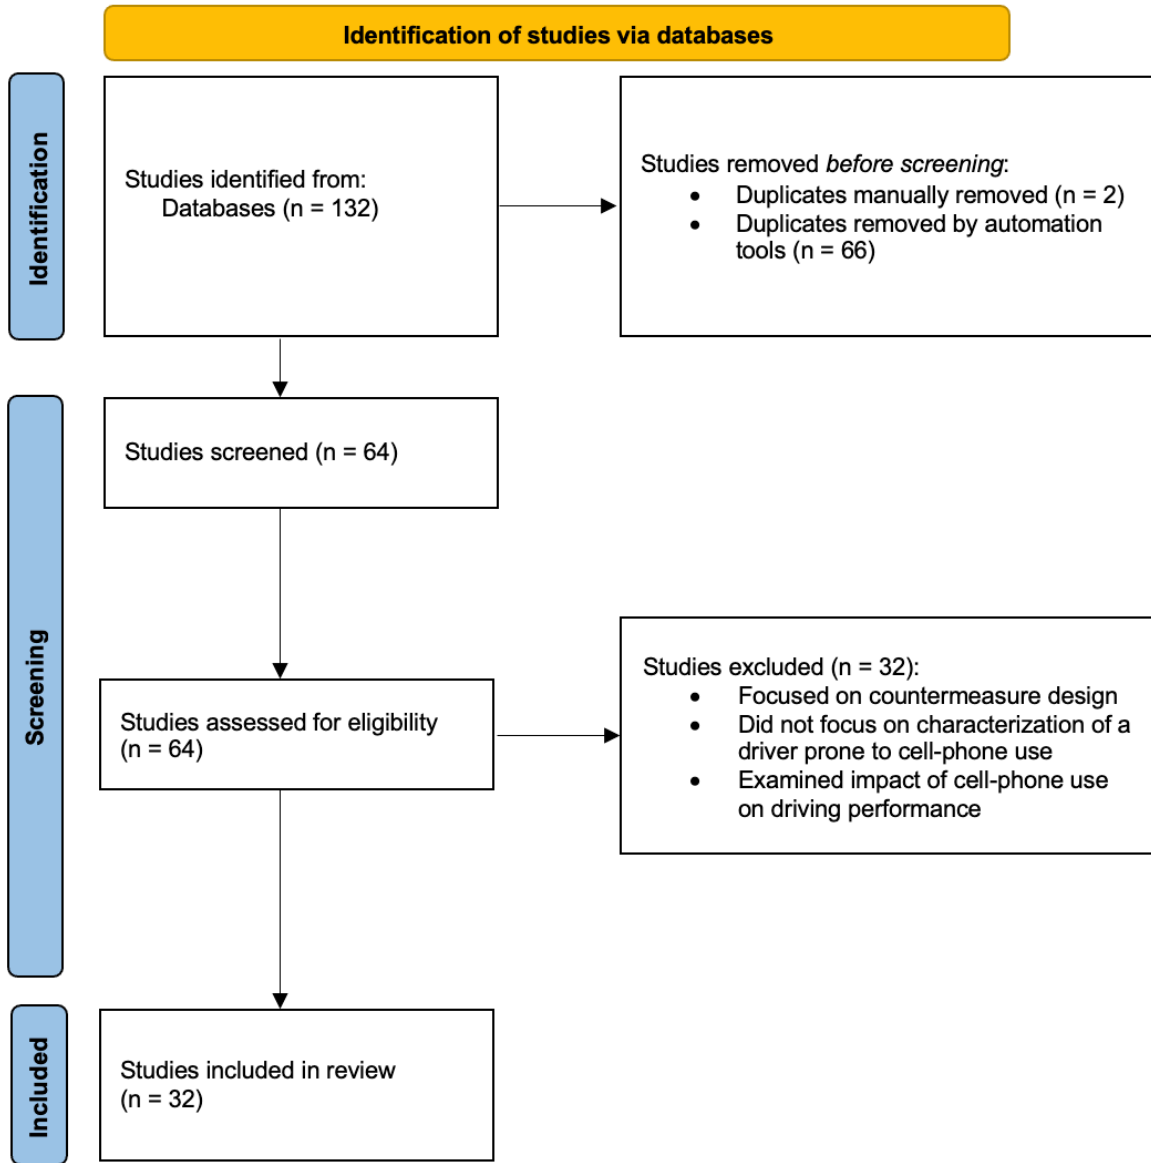 Identification of studies via databases
Identification
Studies identified from:
Databases (n = 132)
Studies removed before screening:
• Duplicates manually removed (n = 2)
• Duplicates removed by automation
tools (n = 66)
Screening
Studies screened (n = 64)
Studies assessed for eligibility
(n = 64)
Studies excluded (n = 32):
• Focused on countermeasure design
• Did not focus on characterization of a
driver prone to cell-phone use
• Examined impact of cell-phone use
on driving performance
Included
Studies included in review
(n = 32)